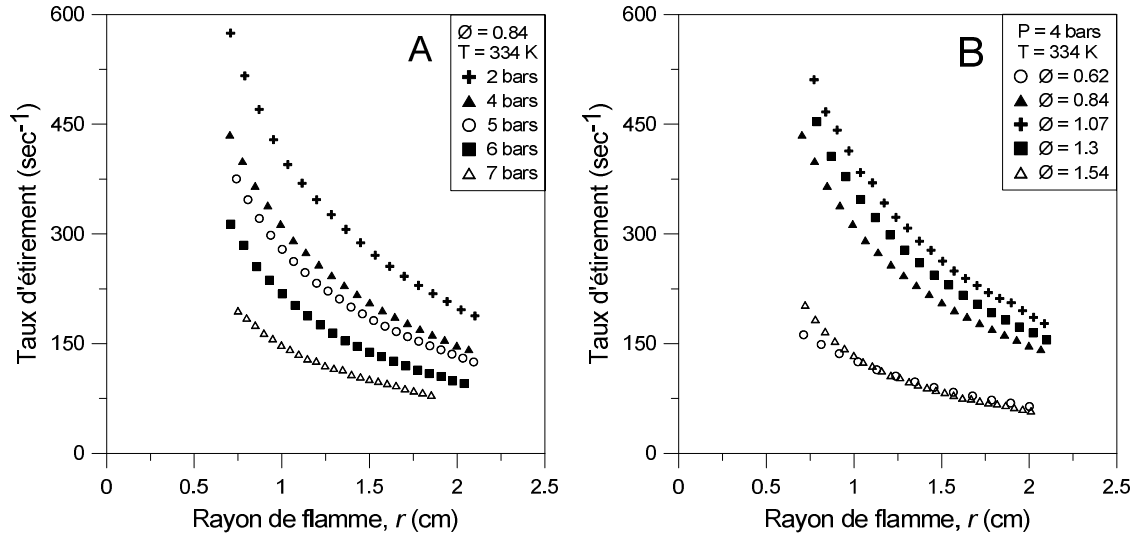 600
450
300
150
0
0
0.5
1
1.5
2
2.5
Taux d'étirement (sec-1)
Rayon de flamme, r (cm)
A
Ø = 0.84
T = 334 K
2 bars
4 bars
5 bars
6 bars
7 bars
600
450
300
150
0
0
0.5
1
1.5
2
2.5
Taux d'étirement (sec-1)
Rayon de flamme, r (cm)
B
P = 4 bars
T = 334 K
Ø = 0.62
Ø = 0.84
Ø = 1.07
Ø = 1.3
Ø = 1.54